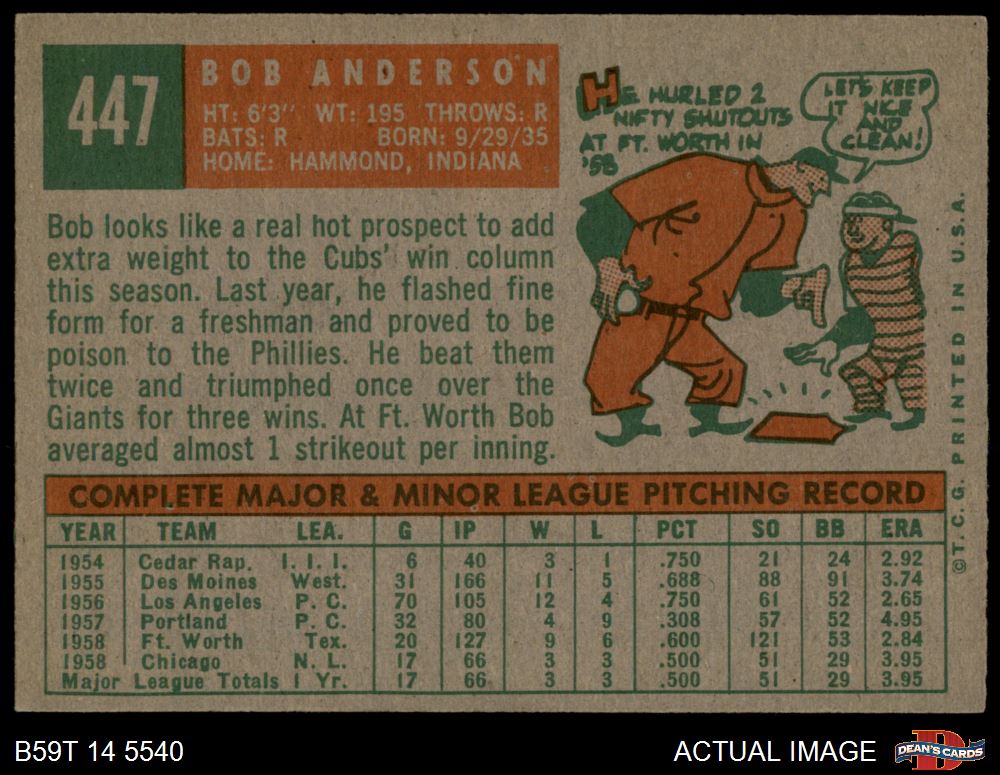 447
BOB ANDERSON
HT: 6'3" WT: 195 THROWS: R
BATS: R BORN: 9/29/35
HOME: HAMMOND, INDIANA
HE HURLED 2
NIFTY SHUTOUTS
AT FT. WORTH IN
'58
LET'S KEEP
IT NICE
AND
CLEAN!
Bob looks like a real hot prospect to add
extra weight to the Cubs' win column
this season. Last year, he flashed fine
form for a freshman and proved to be
poison to the Phillies. He beat them
twice and triumphed once over the
Giants for three wins. At Ft. Worth Bob
averaged almost 1 strikeout per inning.
COMPLETE MAJOR & MINOR LEAGUE PITCHING RECORD
YEAR TEAM LEA. G IP W L PCT SO BB ERA
1954 Cedar Rap. I. I. I. 6 40 3 1 .750 21 24 2.92
1955 Des Moines West. 31 166 11 5 .688 88 91 3.74
1956 Los Angeles P. C. 70 105 12 4 .750 61 52 2.65
1957 Portland P. C. 32 80 4 9 .308 57 52 4.95
1958 Ft. Worth Tex. 20 127 9 6 .600 121 53 2.84
1958 Chicago N. L. 17 66 3 3 .500 51 29 3.95
Major League Totals 1 Yr. 17 66 3 3 .500 51 29 3.95
©T. C. G. PRINTED IN U.S.A.
B59T 14 5540
ACTUAL IMAGE
D
DEAN'S CARDS